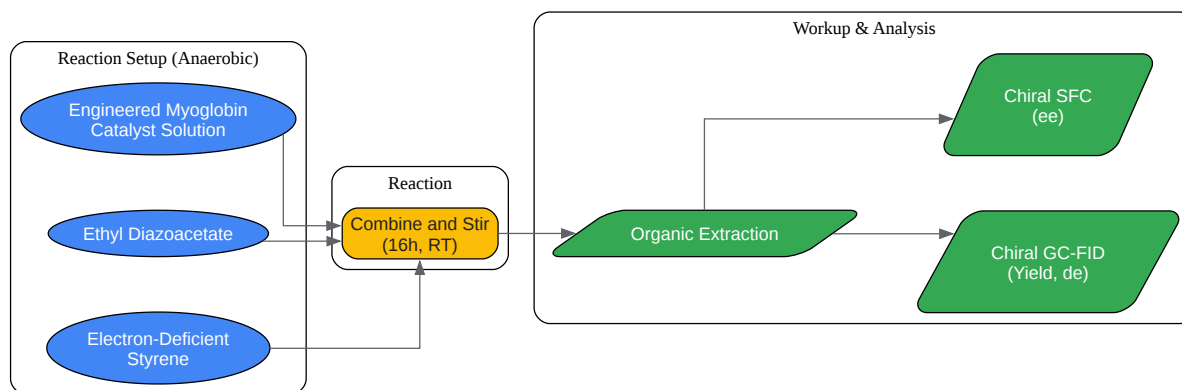 Workup & Analysis
Reaction Setup (Anaerobic)
Engineered Myoglobin
Catalyst Solution
Ethyl Diazoacetate
Electron-Deficient
Styrene
Reaction
Combine and Stir
(16h, RT)
Organic Extraction
Chiral SFC
(ee)
Chiral GC-FID
(Yield, de)